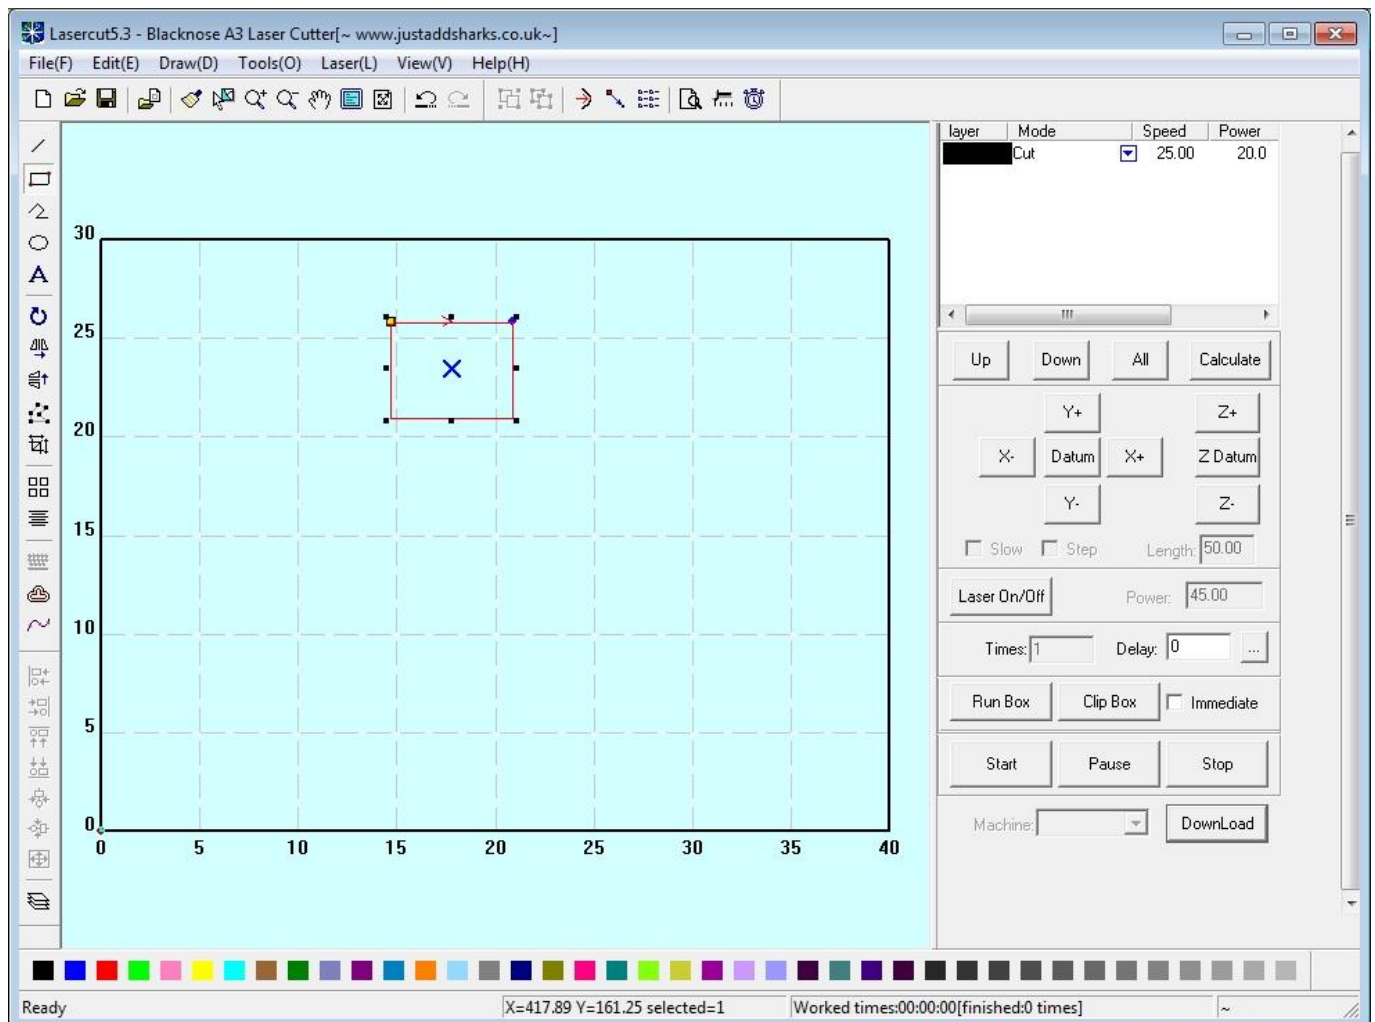 Lasercut5.3 - Blacknose A3 Laser Cutter[~ www.justaddsharks.co.uk~]
File(F) Edit(E) Draw(D) Tools(O) Laser(L) View(V) Help(H)
layer Mode Speed Power
Cut 25.00 20.0
30
25
20
15
10
5
0
0 5 10 15 20 25 30 35 40
Up Down All Calculate
Y+ Z+
X- Datum X+ Z Datum
Y- Z-
Slow Step Length: 50.00
Laser On/Off Power: 45.00
Times: 1 Delay: 0 ...
Run Box Clip Box Immediate
Start Pause Stop
Machine: DownLoad
Ready X=417.89 Y=161.25 selected=1 Worked times:00:00:00[finished:0 times] ~